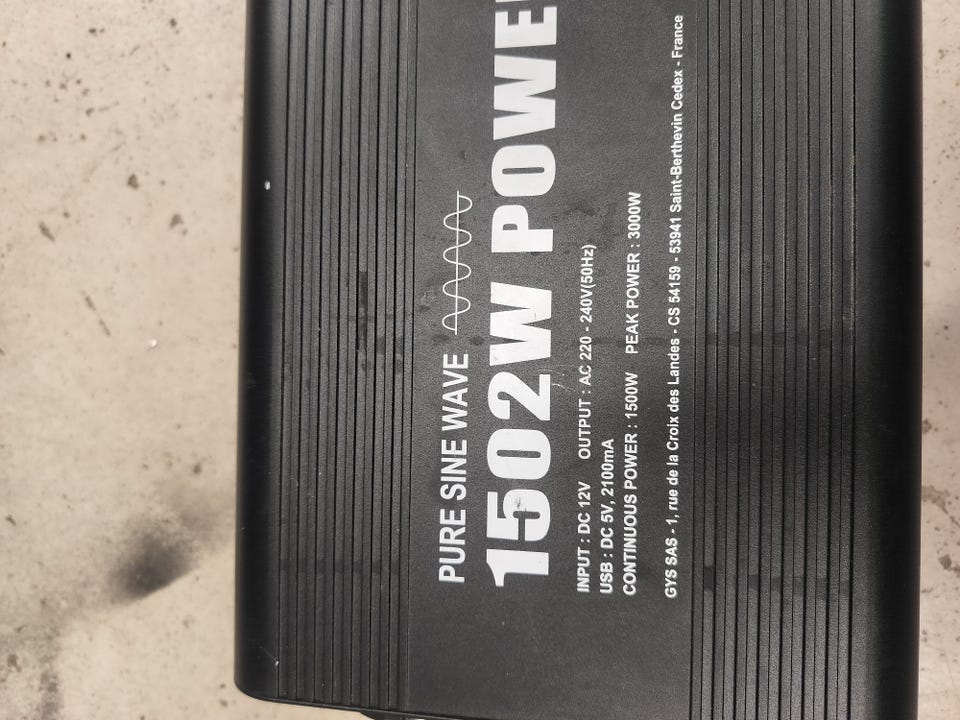 PURE SINE WAVE
1502W POWE
INPUT : DC 12V OUTPUT : AC 220 - 240V(50Hz)
USB : DC 5V, 2100mA
CONTINUOUS POWER : 1500W PEAK POWER : 3000W
GYS SAS - 1, rue de la Croix des Landes - CS 54159 - 53941 Saint-Berthevin Cedex - France